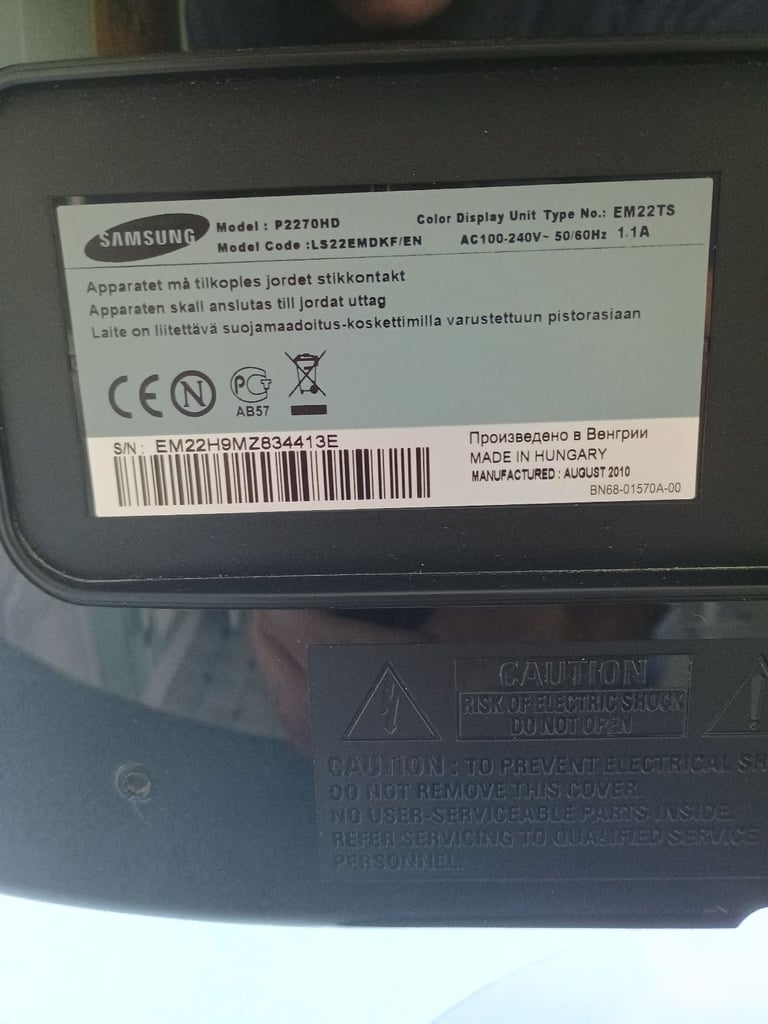 SAMSUNG
Model : P2270HD
Color Display Unit Type No.: EM22TS
Model Code :LS22EMDKF/EN
AC100-240V~ 50/60Hz 1.1A
Apparatet må tilkoples jordet stikkontakt
Apparaten skall anslutas till jordat uttag
Laite on liitettävä suojamaadoitus-koskettimilla varustettuun pistorasiaan
CE N PCT
AB57
S/N: EM22H9MZ834413E
Произведено в Венгрии
MADE IN HUNGARY
MANUFACTURED : AUGUST 2010
BN68-01570A-00
CAUTION
RISK OF ELECTRIC SHOCK
DO NOT OPEN
CAUTION : TO PREVENT ELECTRICAL SH
DO NOT REMOVE THIS COVER.
NO USER-SERVICEABLE PARTS INSIDE.
REFER SERVICING TO QUALIFIED SERVICE
PERSONNEL.